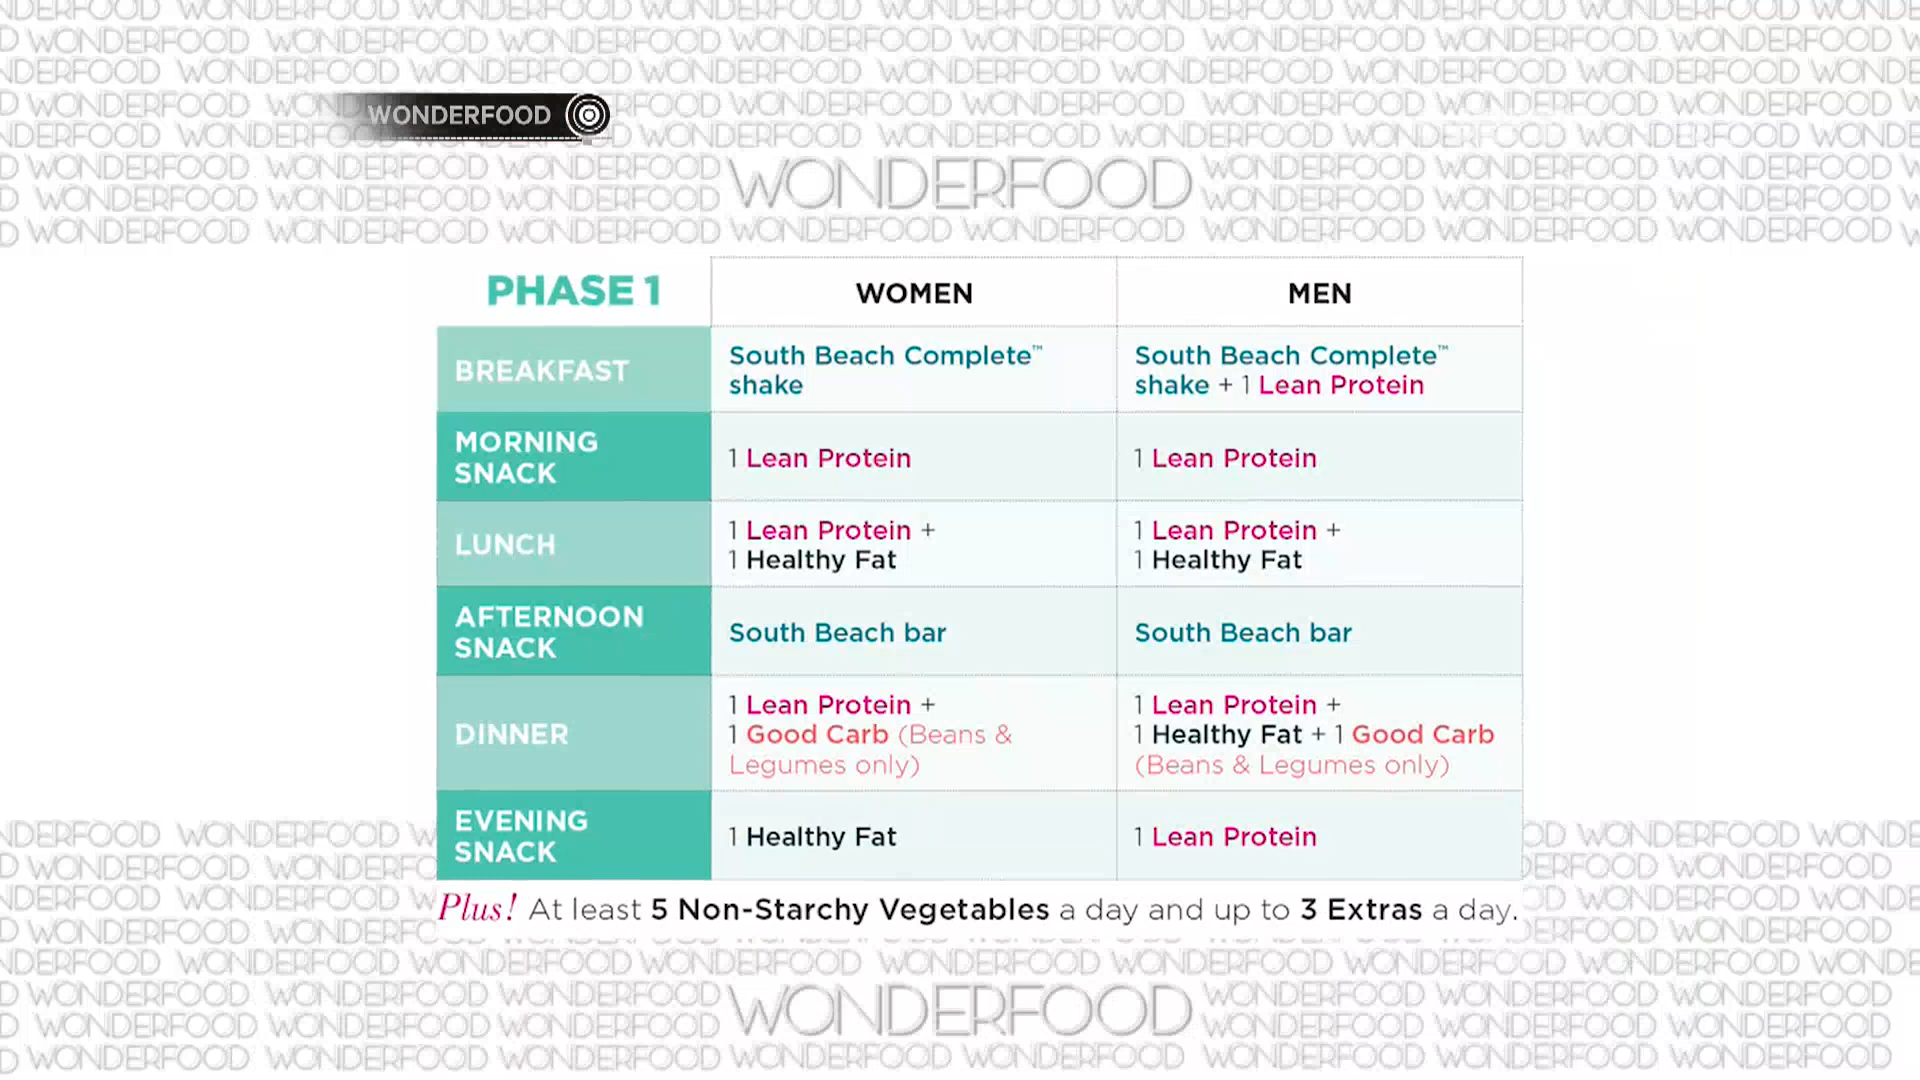 WONDERFOOD
WONDERFOOD
PHASE 1
WOMEN
MEN
BREAKFAST
South Beach Complete™
shake
South Beach Complete™
shake + 1 Lean Protein
MORNING
SNACK
1 Lean Protein
1 Lean Protein
LUNCH
1 Lean Protein +
1 Healthy Fat
1 Lean Protein +
1 Healthy Fat
AFTERNOON
SNACK
South Beach bar
South Beach bar
DINNER
1 Lean Protein +
1 Good Carb (Beans &
Legumes only)
1 Lean Protein +
1 Healthy Fat + 1 Good Carb
(Beans & Legumes only)
EVENING
SNACK
1 Healthy Fat
1 Lean Protein
Plus! At least 5 Non-Starchy Vegetables a day and up to 3 Extras a day.
WONDERFOOD